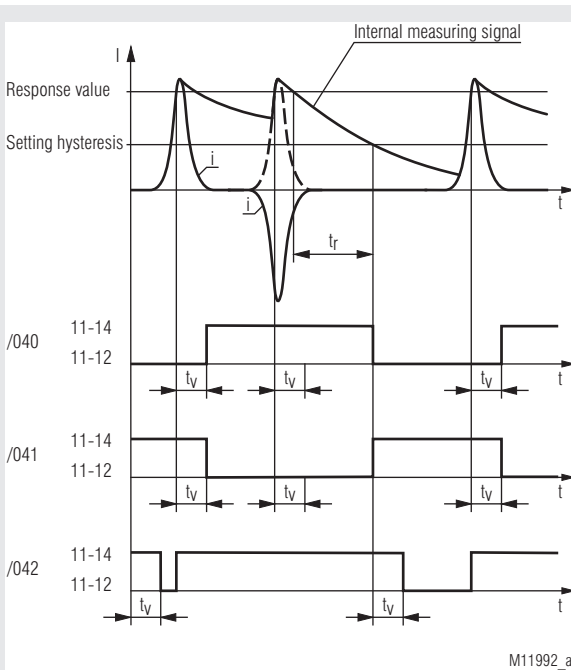 Internal measuring signal
I
Response value
Setting hysteresis
i
t
i
tr
/040 11-14
11-12
t
tv tv tv
/041 11-14
11-12
t
tv tv tv
/042 11-14
11-12
t
tv tv
M11992_a